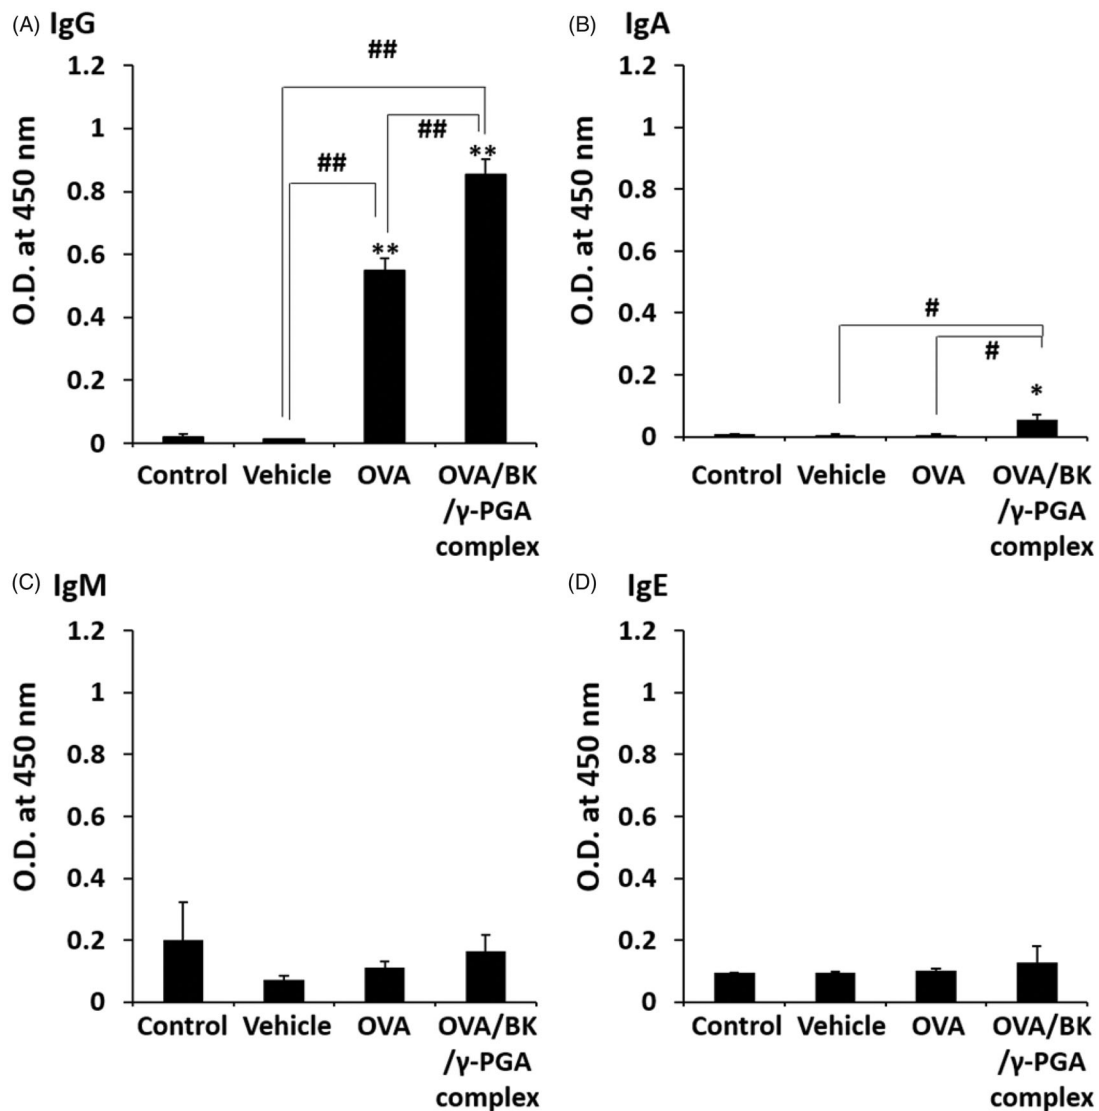 (A) IgG
O.D. at 450 nm
1.2
1
0.8
0.6
0.4
0.2
0
##
##
##
**
**
Control
Vehicle
OVA
OVA/BK
/γ-PGA
complex
(B) IgA
O.D. at 450 nm
1.2
1
0.8
0.6
0.4
0.2
0
#
#
*
Control
Vehicle
OVA
OVA/BK
/γ-PGA
complex
(C) IgM
O.D. at 450 nm
1.2
1
0.8
0.6
0.4
0.2
0
Control
Vehicle
OVA
OVA/BK
/γ-PGA
complex
(D) IgE
O.D. at 450 nm
1.2
1
0.8
0.6
0.4
0.2
0
Control
Vehicle
OVA
OVA/BK
/γ-PGA
complex